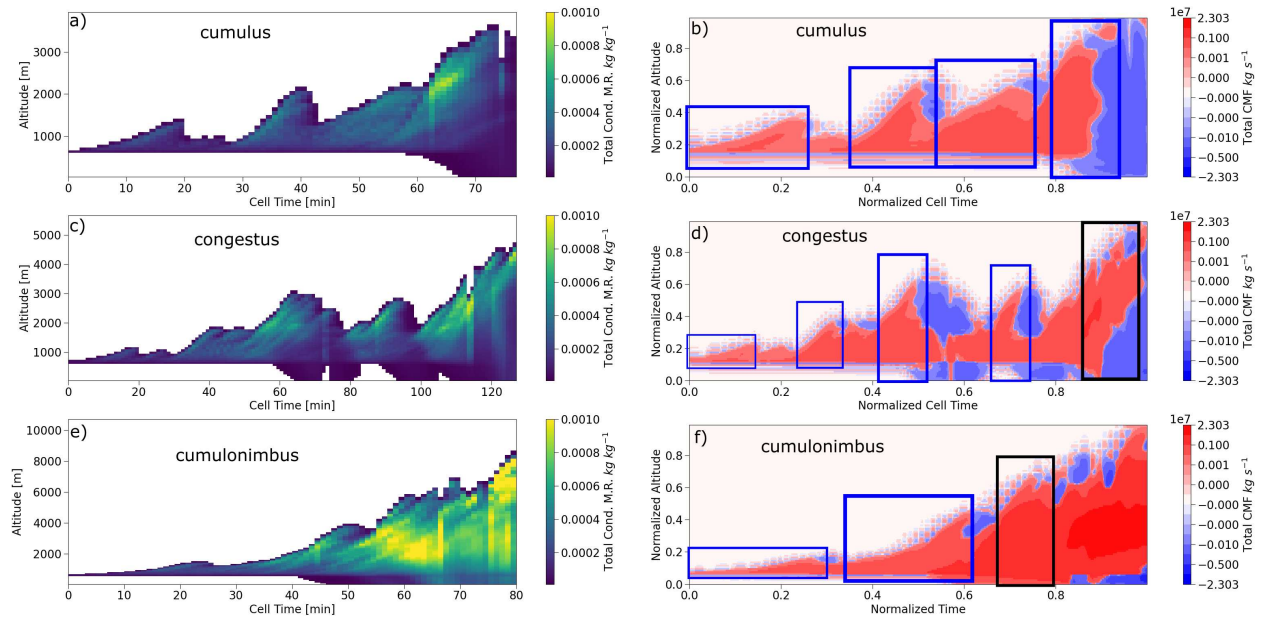 a)
cumulus
3000
2000
1000
Altitude [m]
0 10 20 30 40 50 60 70
Cell Time [min]
0.0010
0.0008
0.0006
0.0004
0.0002
Total Cond. M.R. kg kg⁻¹
b)
cumulus
0.8
0.6
0.4
0.2
0.0
Normalized Altitude
0.0 0.2 0.4 0.6 0.8
Normalized Cell Time
1e7
2.303
0.100
0.001
0.000
−0.000
−0.010
−0.500
−2.303
Total CMF kg s⁻¹
c)
congestus
5000
4000
3000
2000
1000
Altitude [m]
0 20 40 60 80 100 120
Cell Time [min]
0.0010
0.0008
0.0006
0.0004
0.0002
Total Cond. M.R. kg kg⁻¹
d)
congestus
0.8
0.6
0.4
0.2
0.0
Normalized Altitude
0.0 0.2 0.4 0.6 0.8
Normalized Cell Time
1e7
2.303
0.100
0.001
0.000
−0.000
−0.010
−0.500
−2.303
Total CMF kg s⁻¹
e)
cumulonimbus
10000
8000
6000
4000
2000
Altitude [m]
0 10 20 30 40 50 60 70 80
Cell Time [min]
0.0010
0.0008
0.0006
0.0004
0.0002
Total Cond. M.R. kg kg⁻¹
f)
cumulonimbus
0.8
0.6
0.4
0.2
0.0
Normalized Altitude
0.0 0.2 0.4 0.6 0.8
Normalized Time
1e7
2.303
0.100
0.001
0.000
−0.000
−0.010
−0.500
−2.303
Total CMF kg s⁻¹